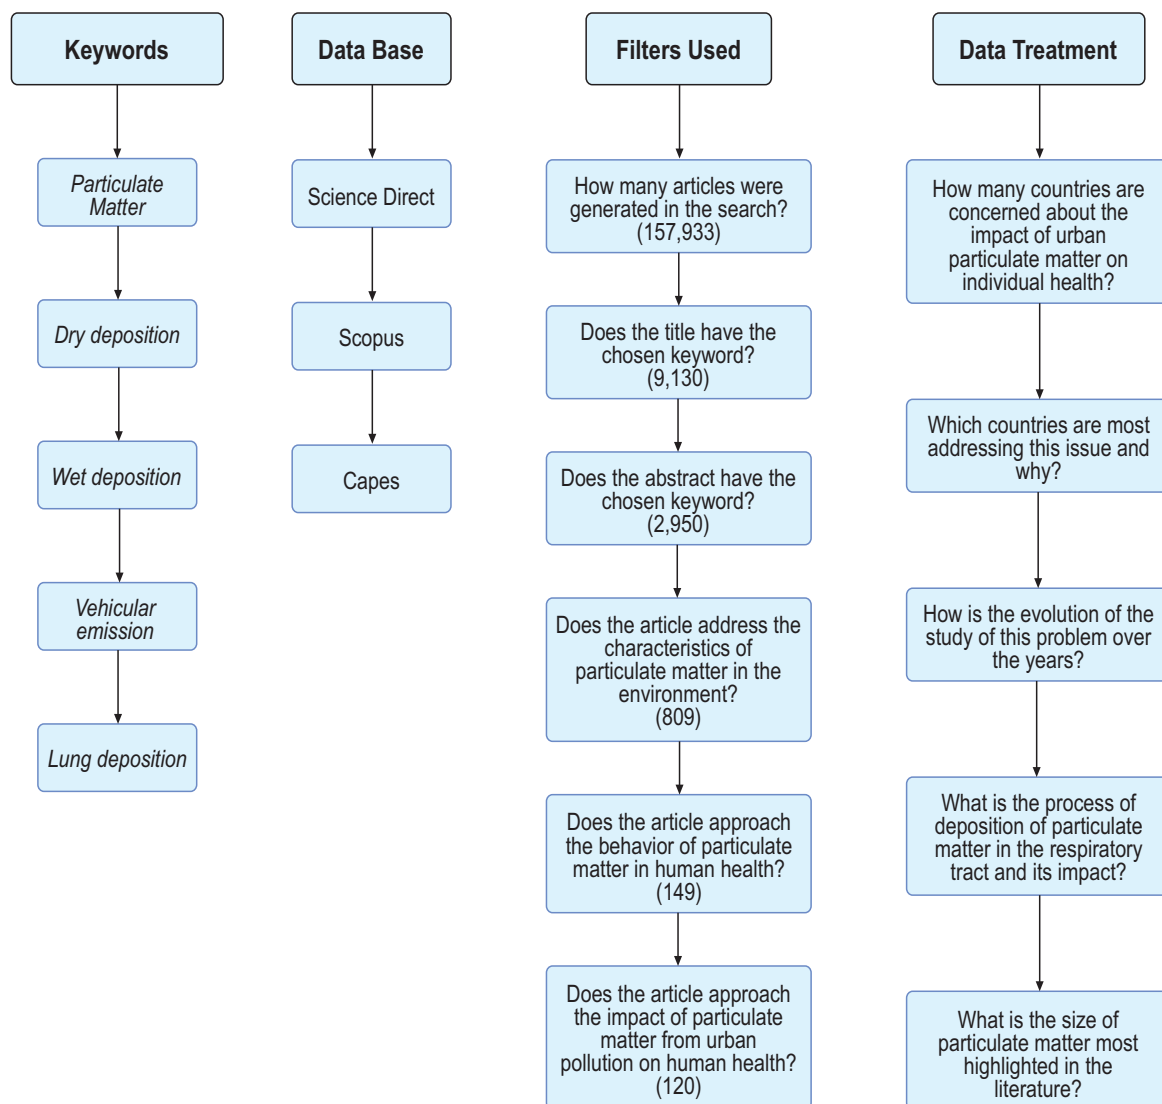 Keywords
Particulate
Matter
Dry deposition
Wet deposition
Vehicular
emission
Lung deposition
Data Base
Science Direct
Scopus
Capes
Filters Used
How many articles were
generated in the search?
(157,933)
Does the title have the
chosen keyword?
(9,130)
Does the abstract have the
chosen keyword?
(2,950)
Does the article address the
characteristics of
particulate matter in the
environment?
(809)
Does the article approach
the behavior of particulate
matter in human health?
(149)
Does the article approach
the impact of particulate
matter from urban
pollution on human health?
(120)
Data Treatment
How many countries are
concerned about the
impact of urban
particulate matter on
individual health?
Which countries are most
addressing this issue and
why?
How is the evolution of the
study of this problem over
the years?
What is the process of
deposition of particulate
matter in the respiratory
tract and its impact?
What is the size of
particulate matter most
highlighted in the
literature?